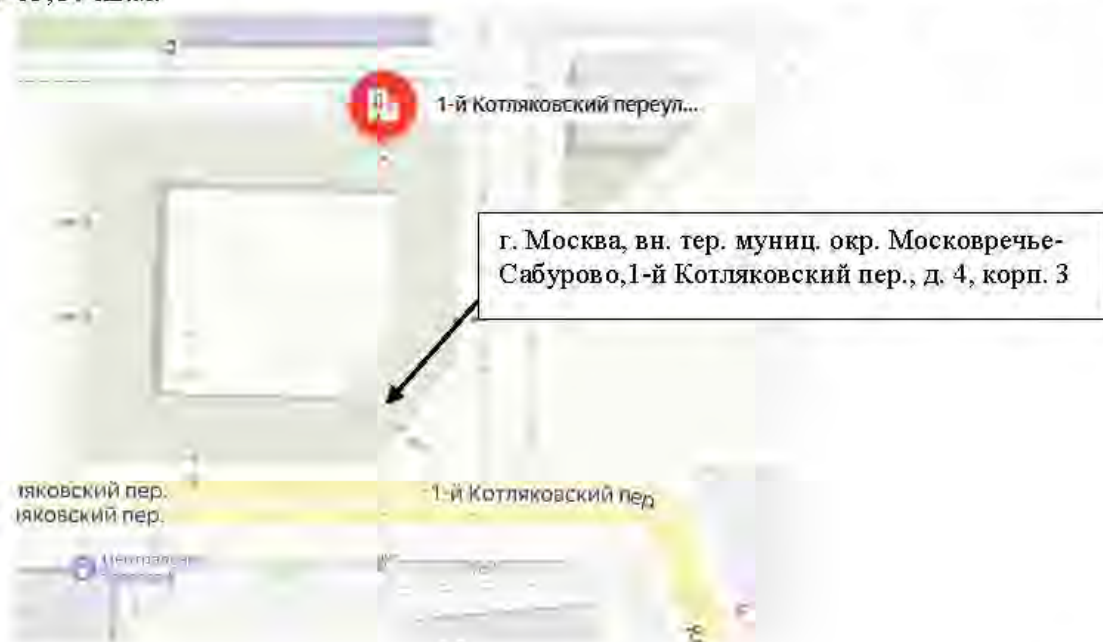 1-й Котляковский переул...
г. Москва, вн. тер. муниц. окр. Московречье-
Сабурово,1-й Котляковский пер., д. 4, корп. 3
1-й Котляковский пер
яковский пер.
яковский пер.